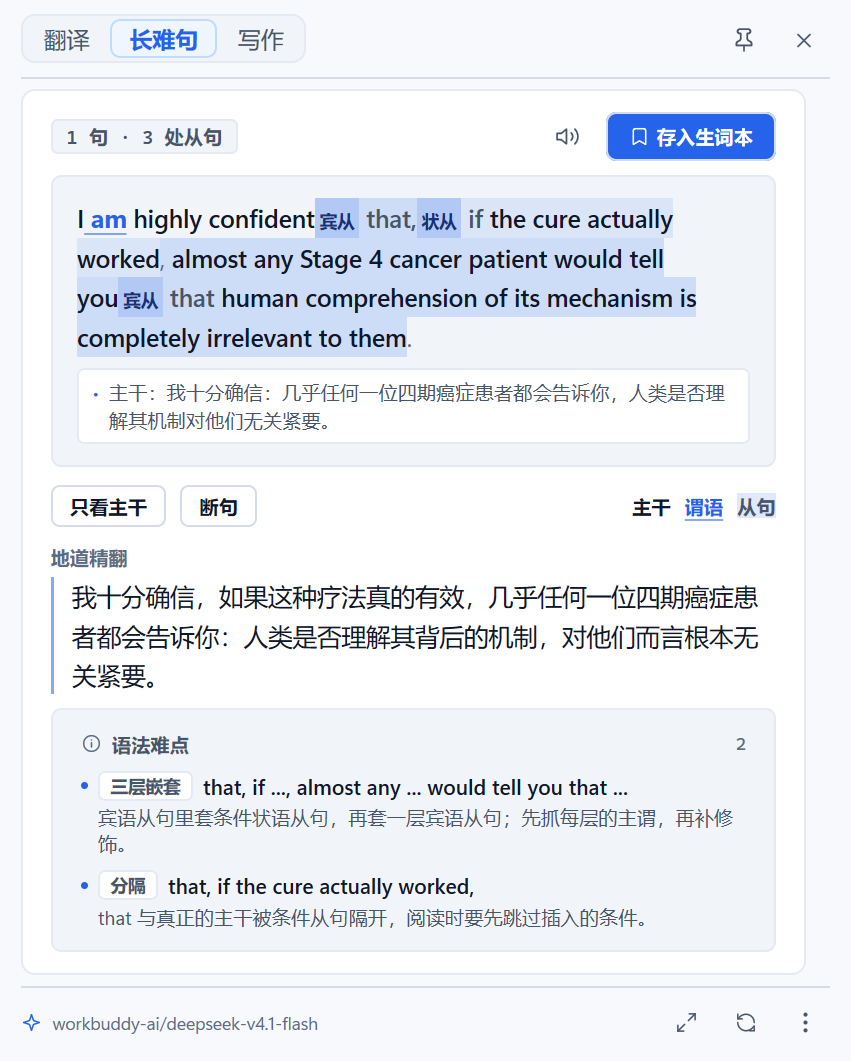 翻译 长难句 写作
1 句 · 3 处从句 存入生词本
I am highly confident 宾从 that, 状从 if the cure actually
worked, almost any Stage 4 cancer patient would tell
you 宾从 that human comprehension of its mechanism is
completely irrelevant to them.
· 主干：我十分确信：几乎任何一位四期癌症患者都会告诉你，人类是否理
解其机制对他们无关紧要。
只看主干 断句 主干 谓语 从句
地道精翻
我十分确信，如果这种疗法真的有效，几乎任何一位四期癌症患
者都会告诉你：人类是否理解其背后的机制，对他们而言根本无
关紧要。
语法难点 2
• 三层嵌套 that, if ..., almost any ... would tell you that ...
宾语从句里套条件状语从句，再套一层宾语从句；先抓每层的主谓，再补修
饰。
• 分隔 that, if the cure actually worked,
that 与真正的主干被条件从句隔开，阅读时要先跳过插入的条件。
workbuddy-ai/deepseek-v4.1-flash